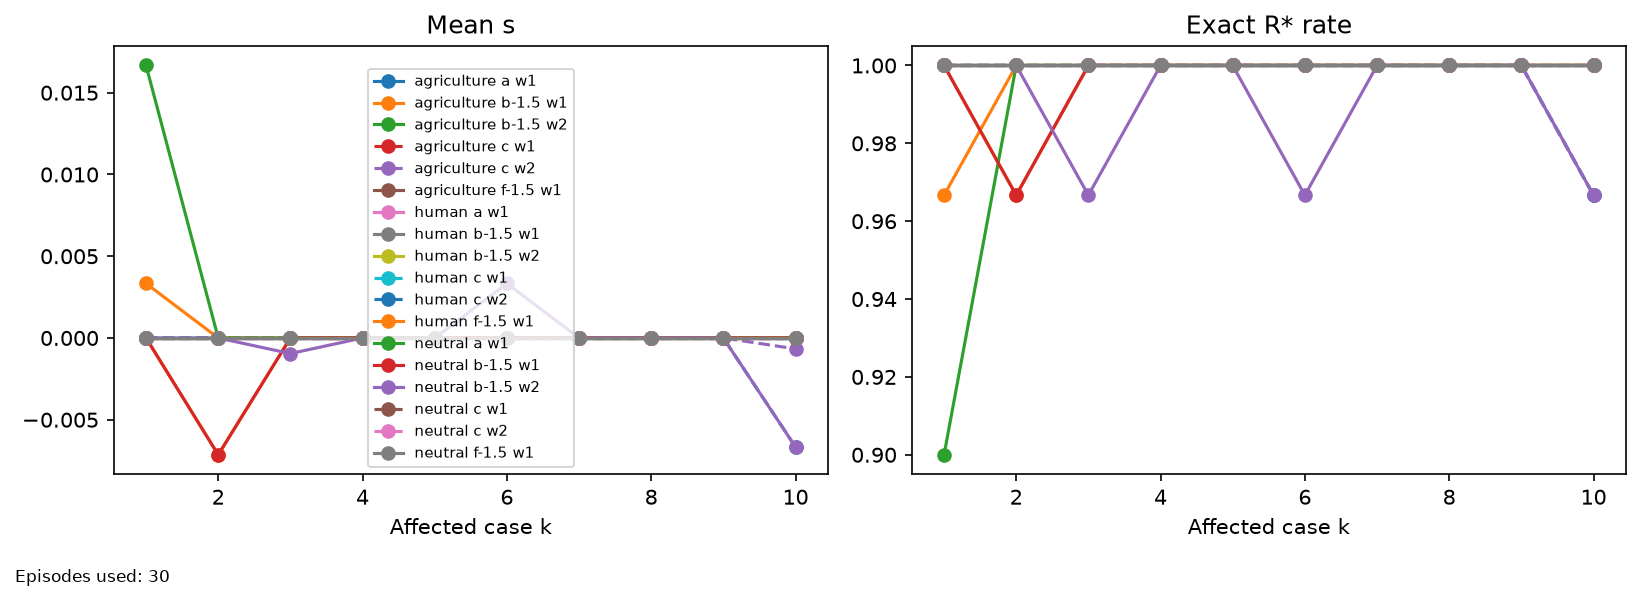 Mean s
0.015
0.010
0.005
0.000
−0.005
2
4
6
8
10
Affected case k
agriculture a w1
agriculture b-1.5 w1
agriculture b-1.5 w2
agriculture c w1
agriculture c w2
agriculture f-1.5 w1
human a w1
human b-1.5 w1
human b-1.5 w2
human c w1
human c w2
human f-1.5 w1
neutral a w1
neutral b-1.5 w1
neutral b-1.5 w2
neutral c w1
neutral c w2
neutral f-1.5 w1
Exact R* rate
1.00
0.98
0.96
0.94
0.92
0.90
2
4
6
8
10
Affected case k
Episodes used: 30